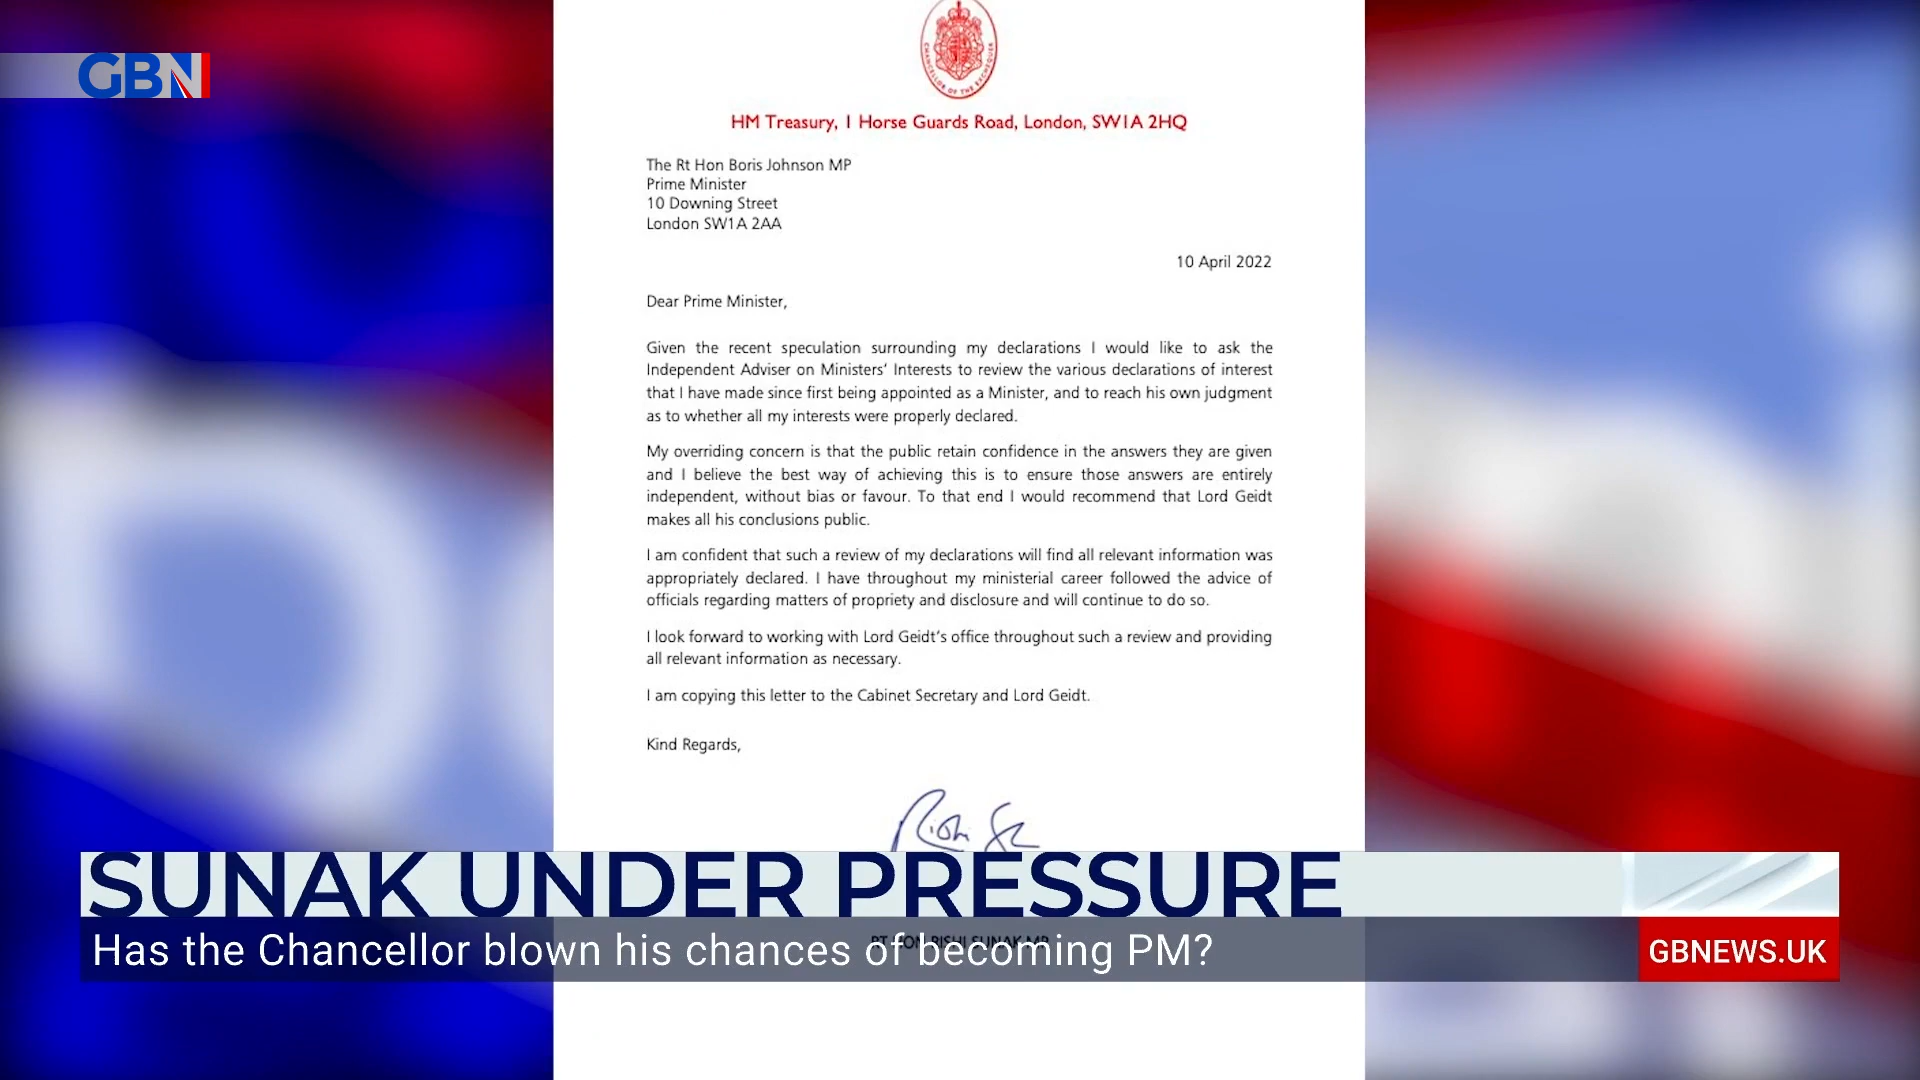 GBN
CHANCELLOR OF THE EXCHEQUER
HM Treasury, 1 Horse Guards Road, London, SW1A 2HQ
The Rt Hon Boris Johnson MP
Prime Minister
10 Downing Street
London SW1A 2AA
10 April 2022
Dear Prime Minister,
Given the recent speculation surrounding my declarations I would like to ask the
Independent Adviser on Ministers' Interests to review the various declarations of interest
that I have made since first being appointed as a Minister, and to reach his own judgment
as to whether all my interests were properly declared.
My overriding concern is that the public retain confidence in the answers they are given
and I believe the best way of achieving this is to ensure those answers are entirely
independent, without bias or favour. To that end I would recommend that Lord Geidt
makes all his conclusions public.
I am confident that such a review of my declarations will find all relevant information was
appropriately declared. I have throughout my ministerial career followed the advice of
officials regarding matters of propriety and disclosure and will continue to do so.
I look forward to working with Lord Geidt's office throughout such a review and providing
all relevant information as necessary.
I am copying this letter to the Cabinet Secretary and Lord Geidt.
Kind Regards,
Rishi S
RT HON RISHI SUNAK MP
SUNAK UNDER PRESSURE
Has the Chancellor blown his chances of becoming PM?
GBNEWS.UK